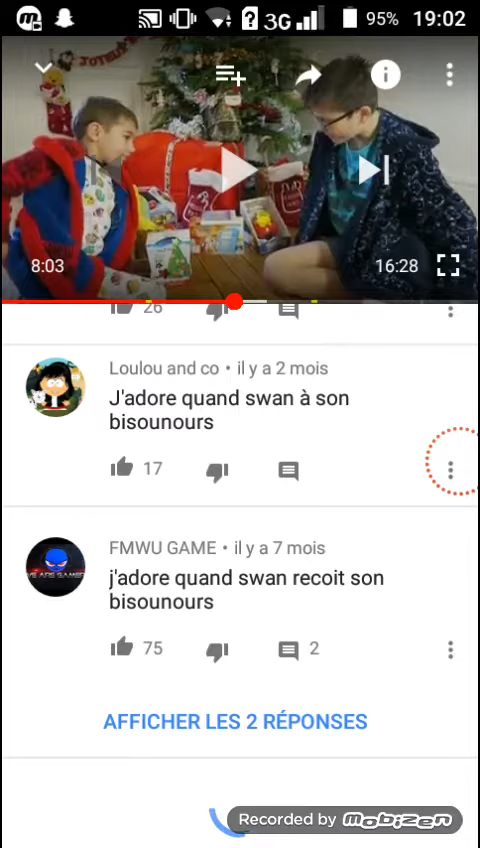 3G 95% 19:02
JOYEUX
8:03
16:28
26
Loulou and co • il y a 2 mois
J'adore quand swan à son
bisounours
17
FMWU GAME • il y a 7 mois
j'adore quand swan recoit son
bisounours
75
2
AFFICHER LES 2 RÉPONSES
Recorded by mobizen